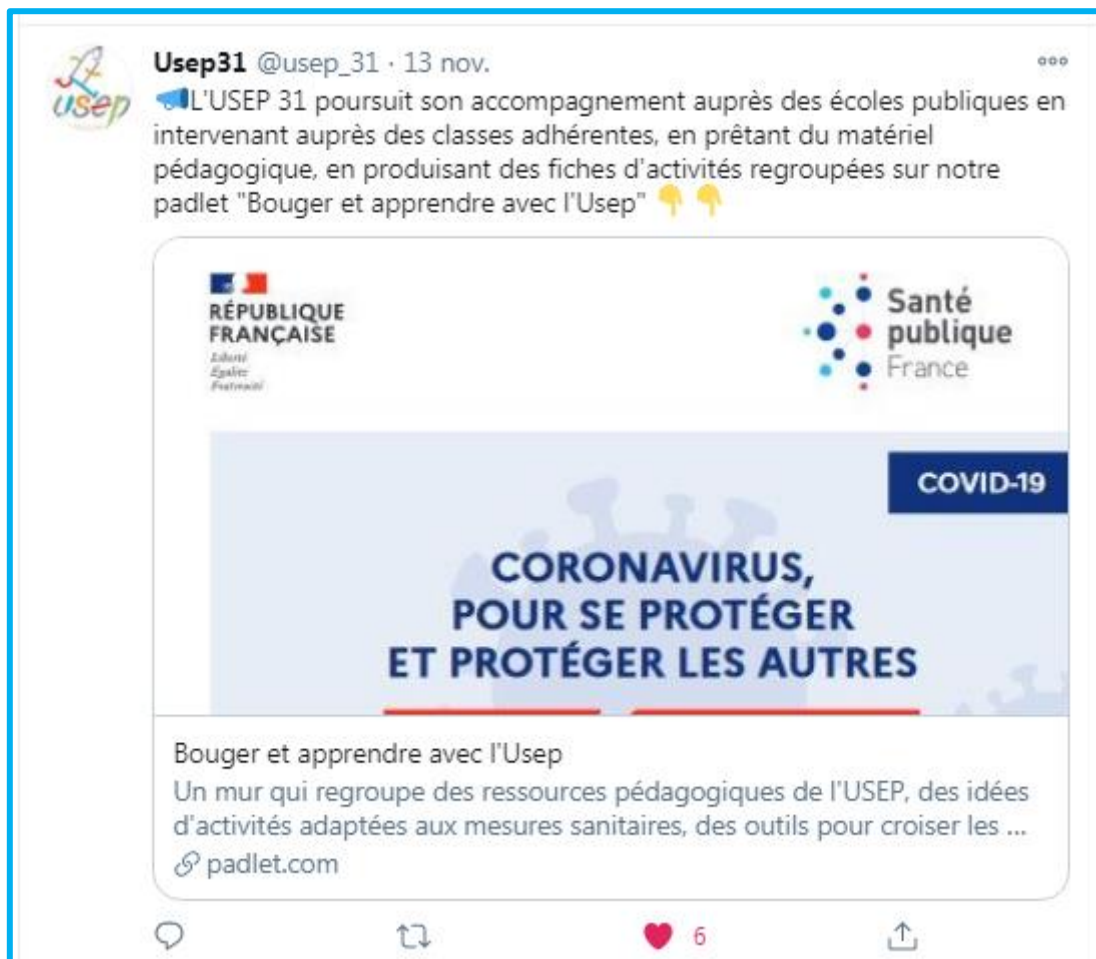 usep
Usep31 @usep_31 · 13 nov.
📣L'USEP 31 poursuit son accompagnement auprès des écoles publiques en
intervenant auprès des classes adhérentes, en prêtant du matériel
pédagogique, en produisant des fiches d'activités regroupées sur notre
padlet "Bouger et apprendre avec l'Usep" 👇 👇
RÉPUBLIQUE
FRANÇAISE
Liberté
Égalité
Fraternité
Santé
publique
France
COVID-19
CORONAVIRUS,
POUR SE PROTÉGER
ET PROTÉGER LES AUTRES
Bouger et apprendre avec l'Usep
Un mur qui regroupe des ressources pédagogiques de l'USEP, des idées
d'activités adaptées aux mesures sanitaires, des outils pour croiser les ...
padlet.com
6